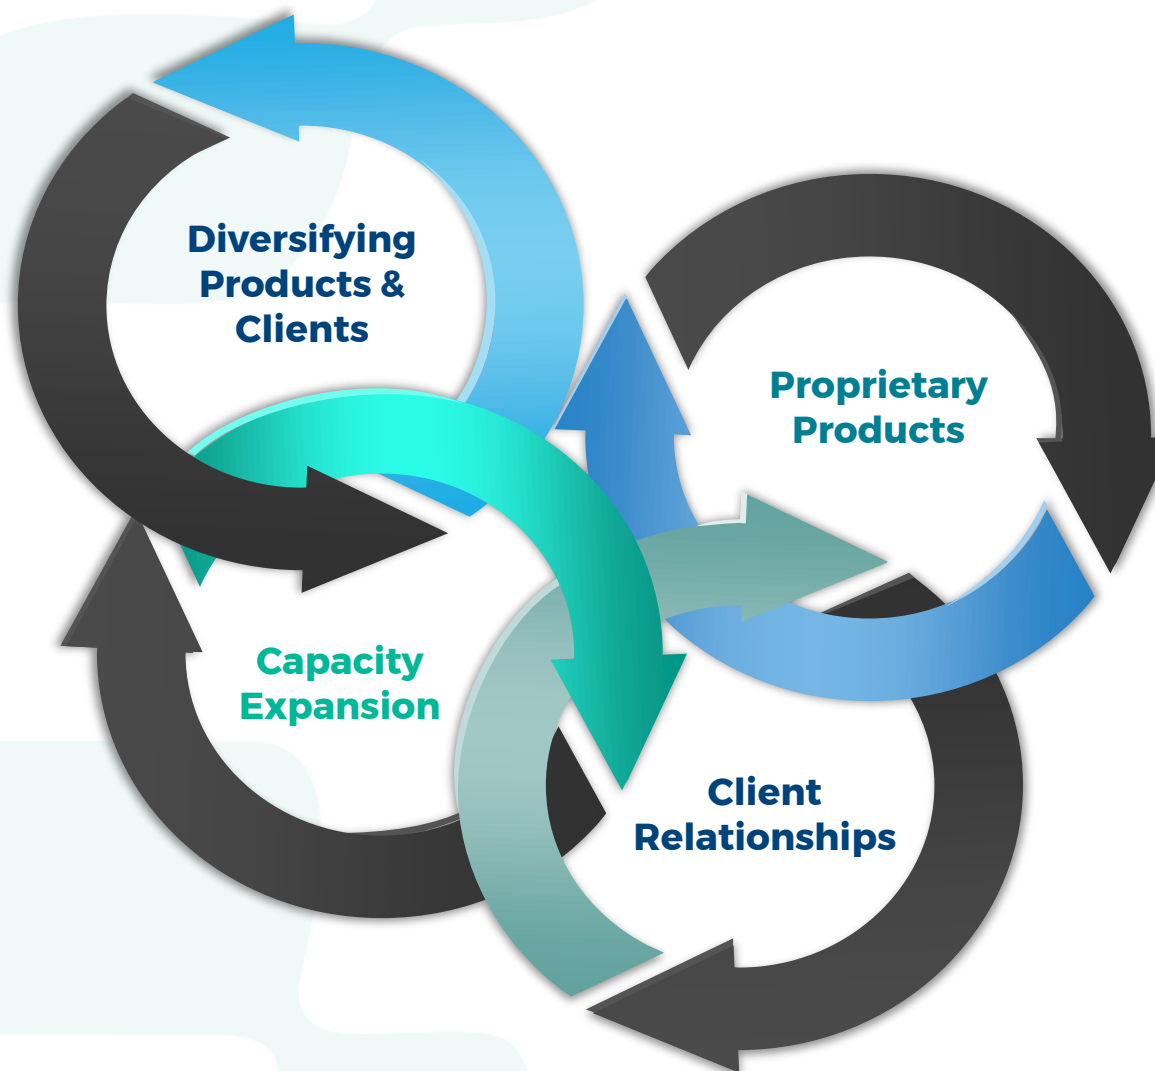 Diversifying
Products &
Clients
Proprietary
Products
Capacity
Expansion
Client
Relationships